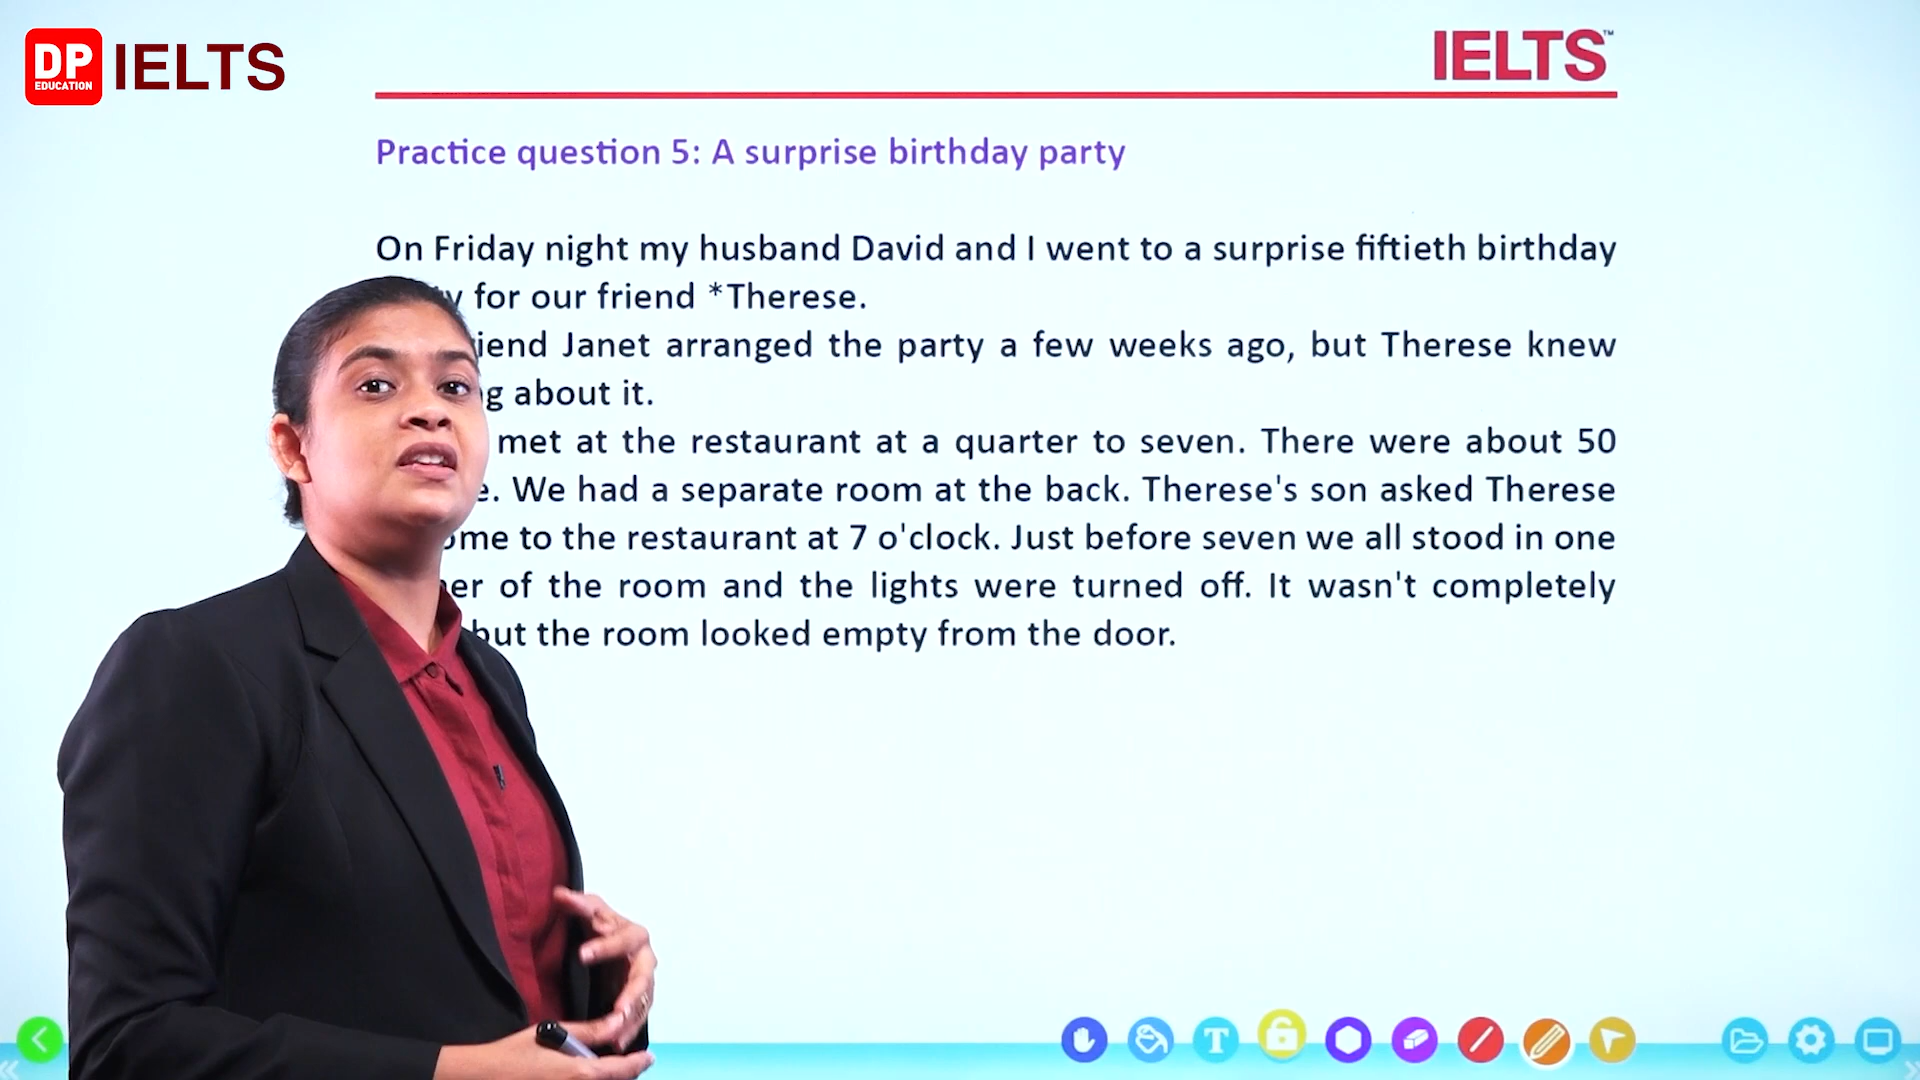 DP
EDUCATION
IELTS
IELTS™
Practice question 5: A surprise birthday party
On Friday night my husband David and I went to a surprise fiftieth birthday
for our friend *Therese.
Janet arranged the party a few weeks ago, but Therese knew
about it.
met at the restaurant at a quarter to seven. There were about 50
We had a separate room at the back. Therese's son asked Therese
to the restaurant at 7 o'clock. Just before seven we all stood in one
of the room and the lights were turned off. It wasn't completely
but the room looked empty from the door.
T